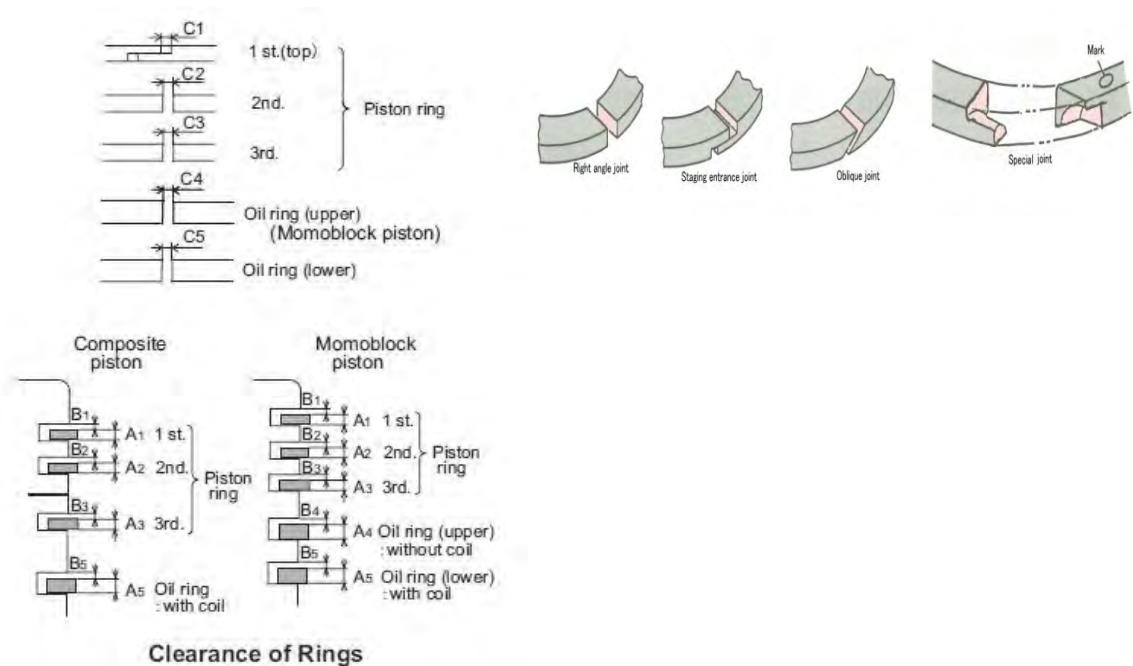 C1
1 st.(top)
C2
2nd.
Piston ring
C3
3rd.
C4
Oil ring (upper)
(Momoblock piston)
C5
Oil ring (lower)
Right angle joint
Staging entrance joint
Oblique joint
Mark
Special joint
Composite
piston
B1
A1 1 st.
B2
A2 2nd.
Piston
ring
B3
A3 3rd.
B5
A5 Oil ring
: with coil
Momoblock
piston
B1
A1 1 st.
B2
A2 2nd.
Piston
ring
B3
A3 3rd.
B4
A4 Oil ring (upper)
: without coil
B5
A5 Oil ring (lower)
: with coil
Clearance of Rings